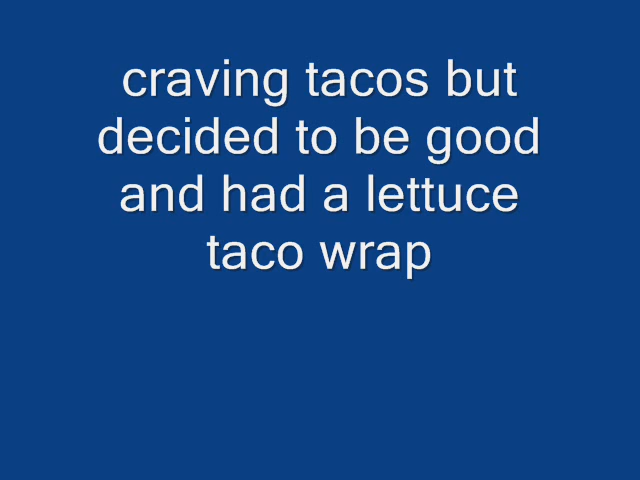 craving tacos but
decided to be good
and had a lettuce
taco wrap